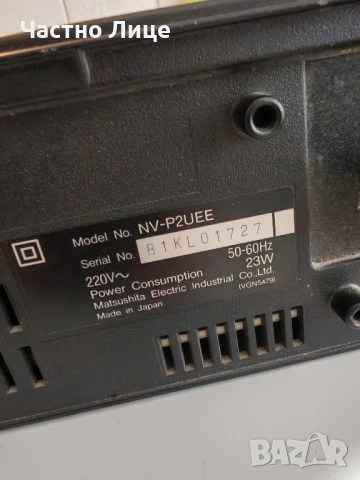 Частно Лице
Model No. NV-P2UEE
Serial No. B1KL01727
220V~ 50-60Hz
Power Consumption 23W
Matsushita Electric Industrial Co.,Ltd.
Made in Japan (VGN5479)
BAZAR